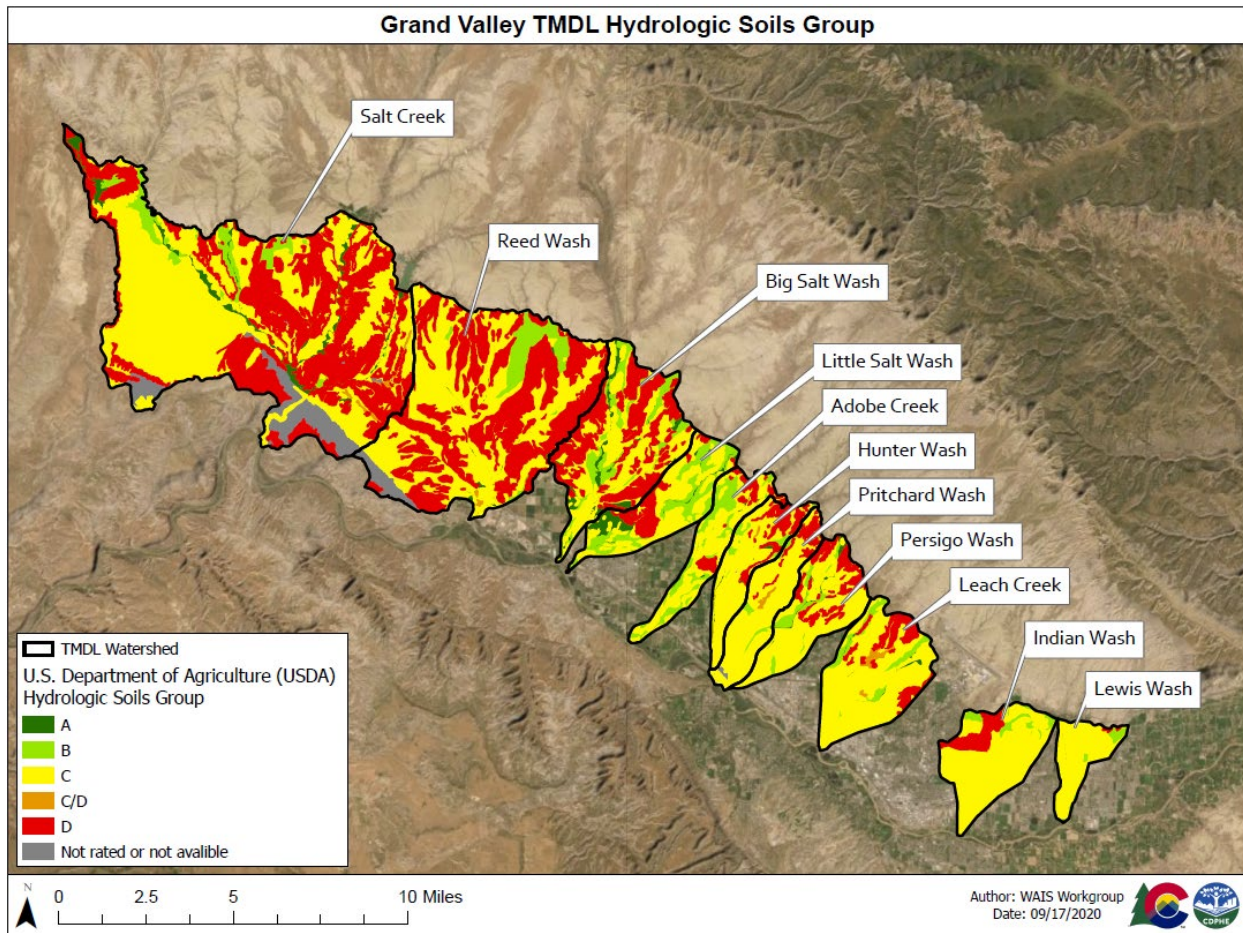 Grand Valley TMDL Hydrologic Soils Group
Salt Creek
Reed Wash
Big Salt Wash
Little Salt Wash
Adobe Creek
Hunter Wash
Pritchard Wash
Persigo Wash
Leach Creek
Indian Wash
Lewis Wash
TMDL Watershed
U.S. Department of Agriculture (USDA)
Hydrologic Soils Group
A
B
C
C/D
D
Not rated or not avalible
N
0 2.5 5 10 Miles
Author: WAIS Workgroup
Date: 09/17/2020
CDPHE